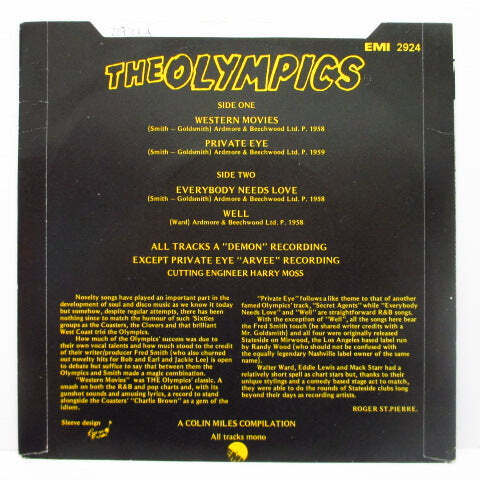 EMI 2924
THE OLYMPICS
SIDE ONE
WESTERN MOVIES
(Smith – Goldsmith) Ardmore & Beechwood Ltd. P. 1958
PRIVATE EYE
(Smith – Goldsmith) Ardmore & Beechwood Ltd. P. 1959
SIDE TWO
EVERYBODY NEEDS LOVE
(Smith – Goldsmith) Ardmore & Beechwood Ltd. P. 1958
WELL
(Ward) Ardmore & Beechwood Ltd. P. 1958
ALL TRACKS A "DEMON" RECORDING
EXCEPT PRIVATE EYE "ARVEE" RECORDING
CUTTING ENGINEER HARRY MOSS
Novelty songs have played an important part in the
development of soul and disco music as we know it today
but somehow, despite regular attempts, there has been
nothing since to match the humour of such 'Sixties
groups as the Coasters, the Clovers and that brilliant
West Coast trio the Olympics.
How much of the Olympics' success was due to
their own vocal talents and how much stood to the credit
of their writer/producer Fred Smith (who also churned
out novelty hits for Bob and Earl and Jackie Lee) is open
to debate but suffice to say that between them the
Olympics and Smith made a magic combination.
"Western Movies" was THE Olympics' classic. A
smash on both the R&B and pop charts and, with its
gunshot sounds and amusing lyrics, a record to stand
alongside the Coasters' "Charlie Brown" as a gem of the
idiom.
"Private Eye" follows a like theme to that of another
famed Olympics' track, "Secret Agents" while "Everybody
Needs Love" and "Well" are straightforward R&B songs.
With the exception of "Well", all the songs here bear
the Fred Smith touch (he shared writer credits with a
Mr. Goldsmith) and all four were originally released
Stateside on Mirwood, the Los Angeles based label run
by Randy Wood (who should not be confused with
the equally legendary Nashville label owner of the same
name).
Walter Ward, Eddie Lewis and Mack Starr had a
relatively short spell as chart stars but, thanks to their
unique stylings and a comedy based stage act to match,
they were able to do the rounds of Stateside clubs long
beyond their days as recording artists.
ROGER ST.PIERRE.
Sleeve design
A COLIN MILES COMPILATION
All tracks mono
EMI